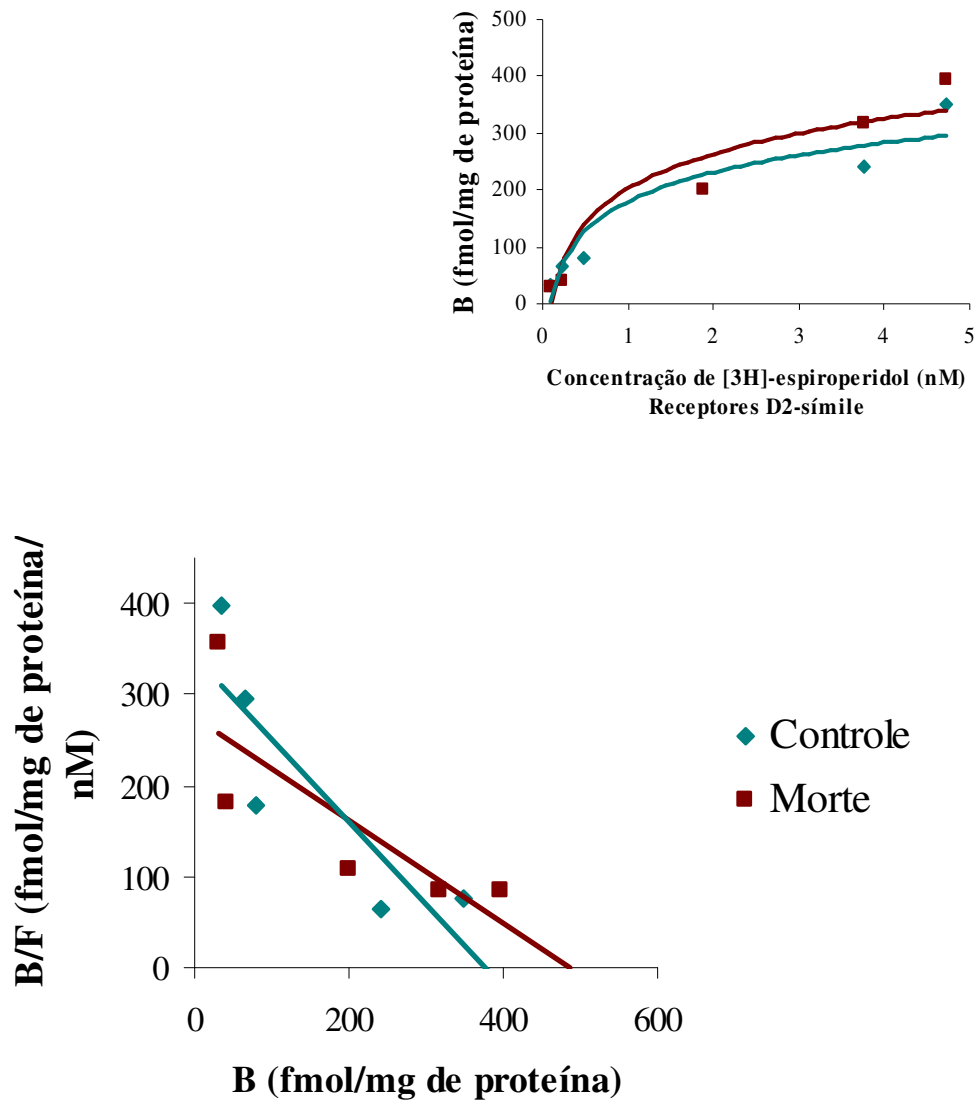 B (fmol/mg de proteína)
500
400
300
200
100
0
0 1 2 3 4 5
Concentração de [3H]-espiroperidol (nM)
Receptores D2-símile
B/F (fmol/mg de proteína/
nM)
400
300
200
100
0
0 200 400 600
B (fmol/mg de proteína)
Controle
Morte